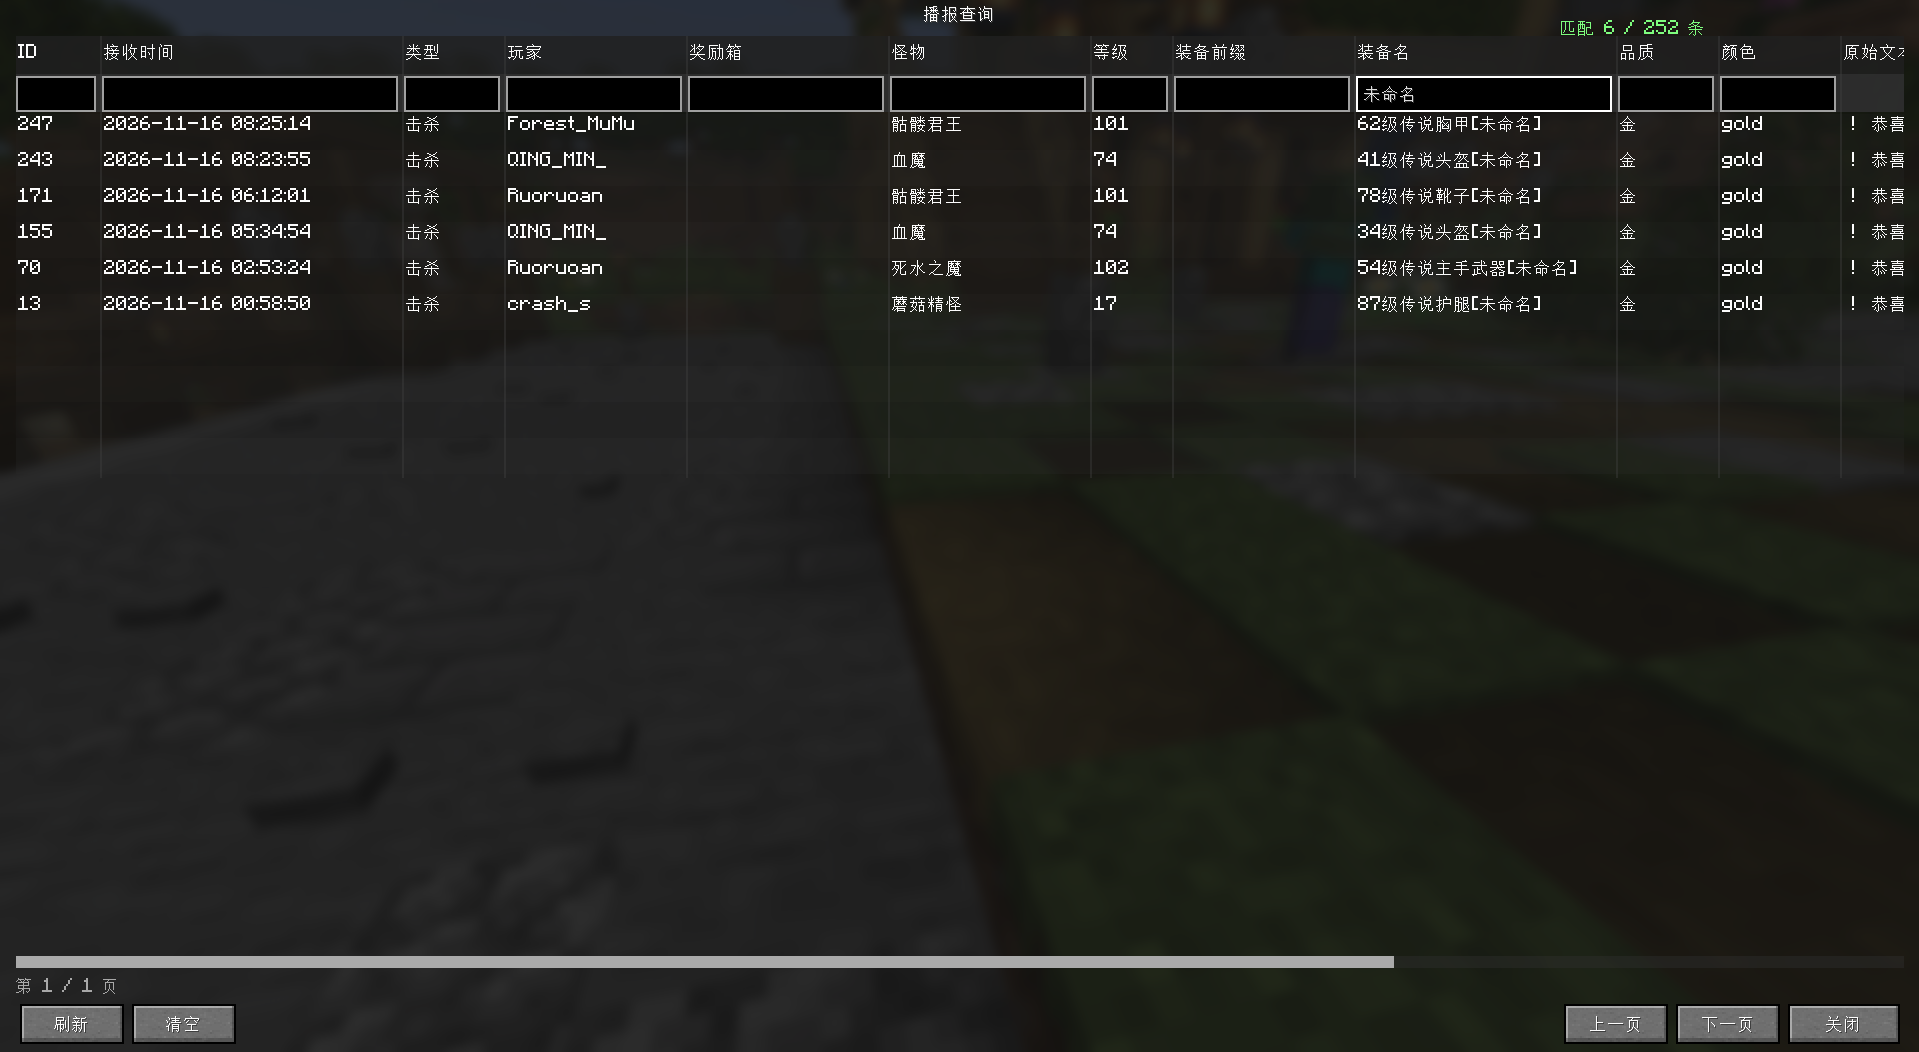 播报查询
匹配 6 / 252 条
ID 接收时间 类型 玩家 奖励箱 怪物 等级 装备前缀 装备名 品质 颜色 原始文
未命名
247 2026-11-16 08:25:14 击杀 Forest_MuMu 骷髅君王 101 62级传说胸甲[未命名] 金 gold ! 恭喜
243 2026-11-16 08:23:55 击杀 QING_MIN_ 血魔 74 41级传说头盔[未命名] 金 gold ! 恭喜
171 2026-11-16 06:12:01 击杀 Ruoruoan 骷髅君王 101 78级传说靴子[未命名] 金 gold ! 恭喜
155 2026-11-16 05:34:54 击杀 QING_MIN_ 血魔 74 34级传说头盔[未命名] 金 gold ! 恭喜
70 2026-11-16 02:53:24 击杀 Ruoruoan 死水之魔 102 54级传说主手武器[未命名] 金 gold ! 恭喜
13 2026-11-16 00:58:50 击杀 crash_s 蘑菇精怪 17 87级传说护腿[未命名] 金 gold ! 恭喜
第 1 / 1 页
刷新 清空 上一页 下一页 关闭